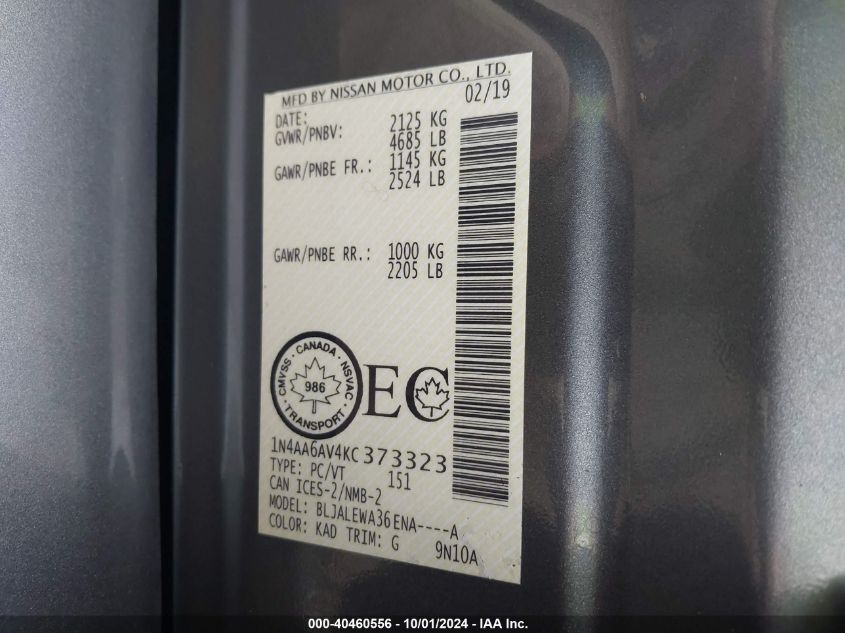 MFD BY NISSAN MOTOR CO., LTD.
DATE: 02/19
GVWR/PNBV: 2125 KG
4685 LB
GAWR/PNBE FR.: 1145 KG
2524 LB
GAWR/PNBE RR.: 1000 KG
2205 LB
CMVSS · CANADA · NSVAC · TRANSPORT ·
986
EC
1N4AA6AV4KC373323
TYPE: PC/VT 151
CAN ICES-2/NMB-2
MODEL: BLJALEWA36ENA----A
COLOR: KAD TRIM: G 9N10A
000-40460556 - 10/01/2024 - IAA Inc.